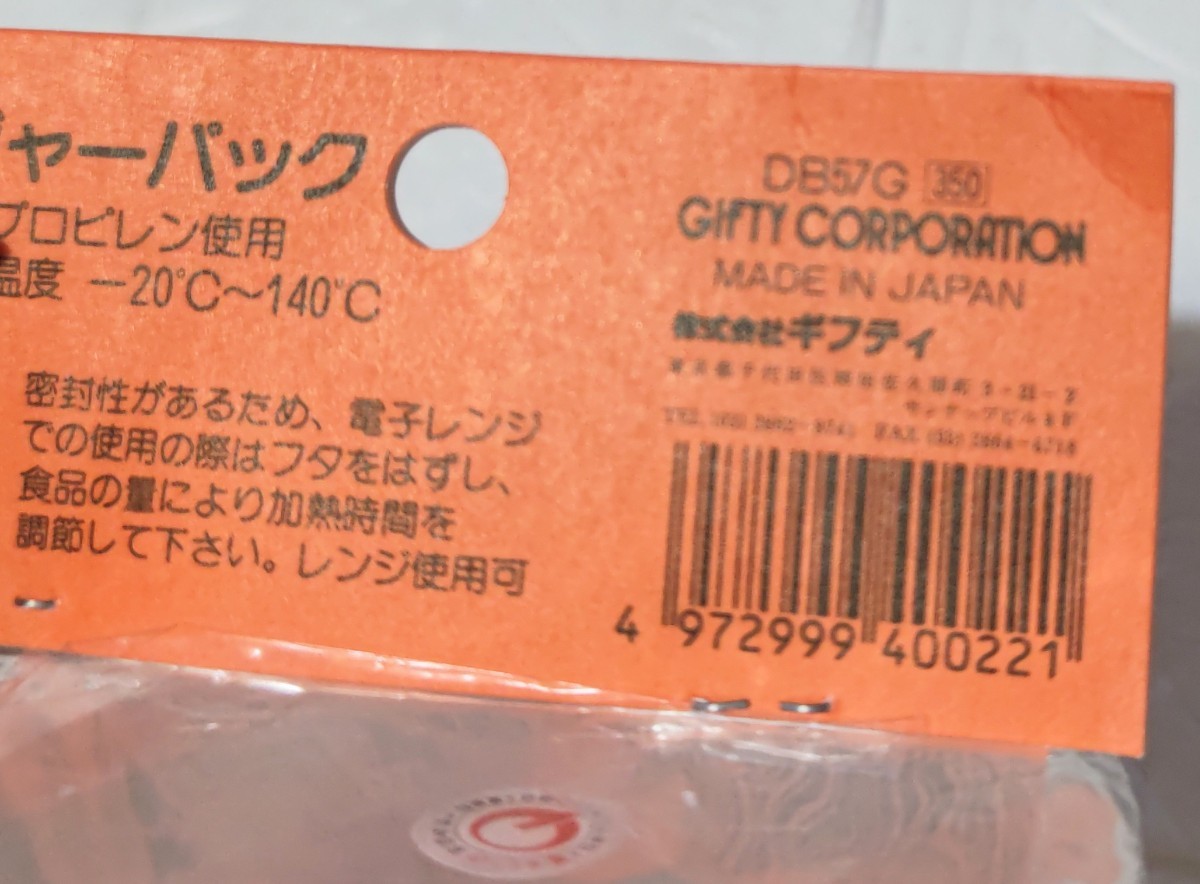 ャーパック
プロピレン使用
温度 −20℃〜140℃
密封性があるため、電子レンジ
での使用の際はフタをはずし、
食品の量により加熱時間を
調節して下さい。レンジ使用可
DB57G 350
GIFTY CORPORATION
MADE IN JAPAN
株式会社ギフティ
4 972999 400221